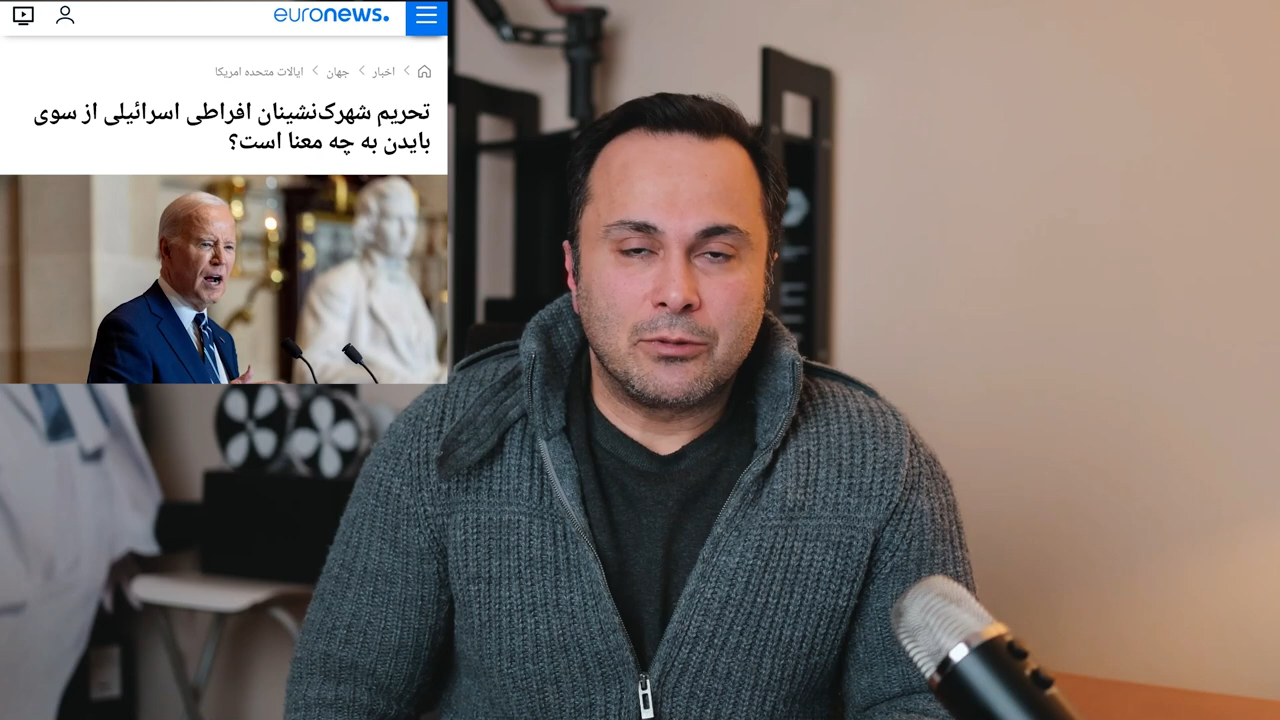 euronews.
اخبار > جهان > ایالات متحده امریکا
تحریم شهرک‌نشینان افراطی اسرائیلی از سوی
بایدن به چه معنا است؟